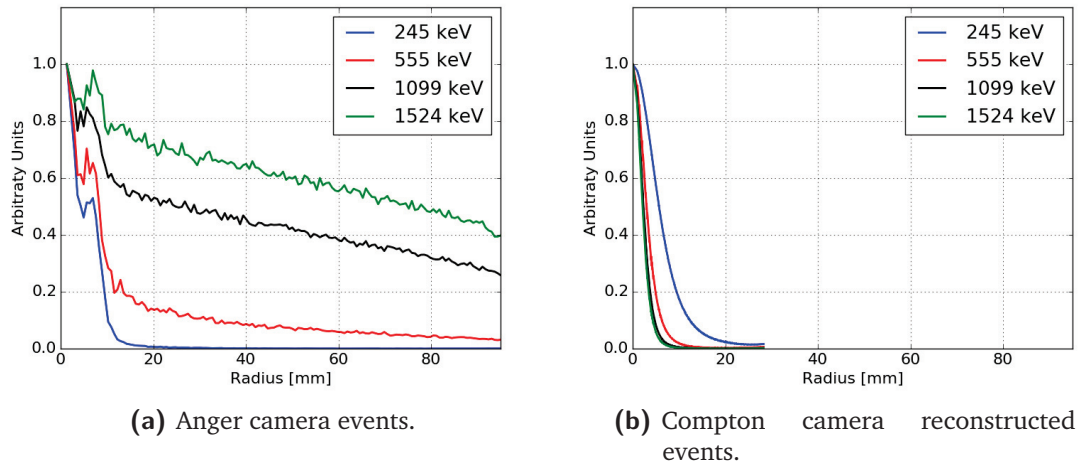 245 keV
555 keV
1099 keV
1524 keV
1.0
0.8
0.6
0.4
0.2
0.0
Arbitraty Units
0 20 40 60 80
Radius [mm]
(a) Anger camera events.
245 keV
555 keV
1099 keV
1524 keV
1.0
0.8
0.6
0.4
0.2
0.0
Arbitraty Units
0 20 40 60 80
Radius [mm]
(b) Compton camera reconstructed
events.